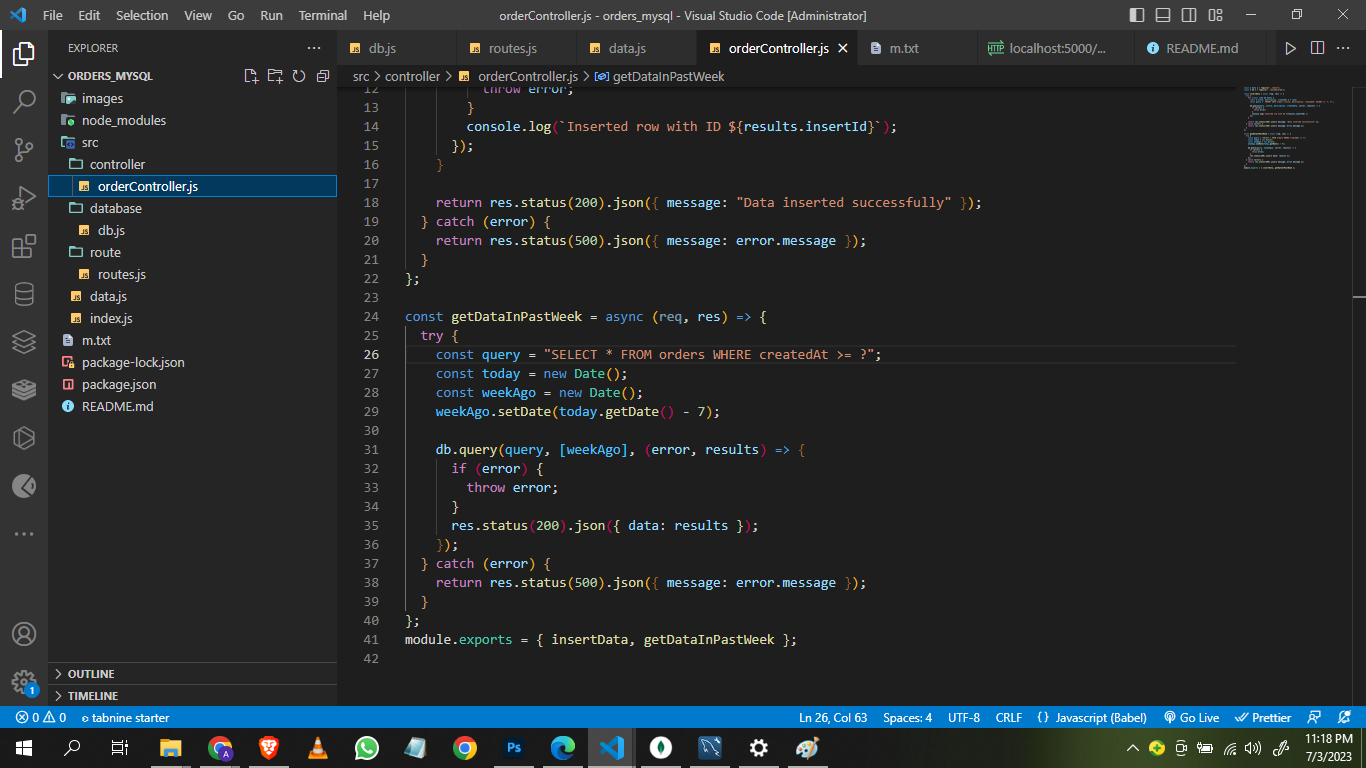 File Edit Selection View Go Run Terminal Help
orderController.js - orders_mysql - Visual Studio Code [Administrator]
EXPLORER
db.js
routes.js
data.js
orderController.js
m.txt
localhost:5000/...
README.md
ORDERS_MYSQL
src > controller > orderController.js > getDataInPastWeek
images
node_modules
src
controller
orderController.js
database
db.js
route
routes.js
data.js
index.js
m.txt
package-lock.json
package.json
README.md
OUTLINE
TIMELINE
12 throw error;
13 }
14 console.log(`Inserted row with ID ${results.insertId}`);
15 });
16 }
17
18 return res.status(200).json({ message: "Data inserted successfully" });
19 } catch (error) {
20 return res.status(500).json({ message: error.message });
21 }
22 };
23
24 const getDataInPastWeek = async (req, res) => {
25 try {
26 const query = "SELECT * FROM orders WHERE createdAt >= ?";
27 const today = new Date();
28 const weekAgo = new Date();
29 weekAgo.setDate(today.getDate() - 7);
30
31 db.query(query, [weekAgo], (error, results) => {
32 if (error) {
33 throw error;
34 }
35 res.status(200).json({ data: results });
36 });
37 } catch (error) {
38 return res.status(500).json({ message: error.message });
39 }
40 };
41 module.exports = { insertData, getDataInPastWeek };
42
1
0 0 tabnine starter
Ln 26, Col 63 Spaces: 4 UTF-8 CRLF {} Javascript (Babel) Go Live Prettier
A
Ps
11:18 PM
7/3/2023